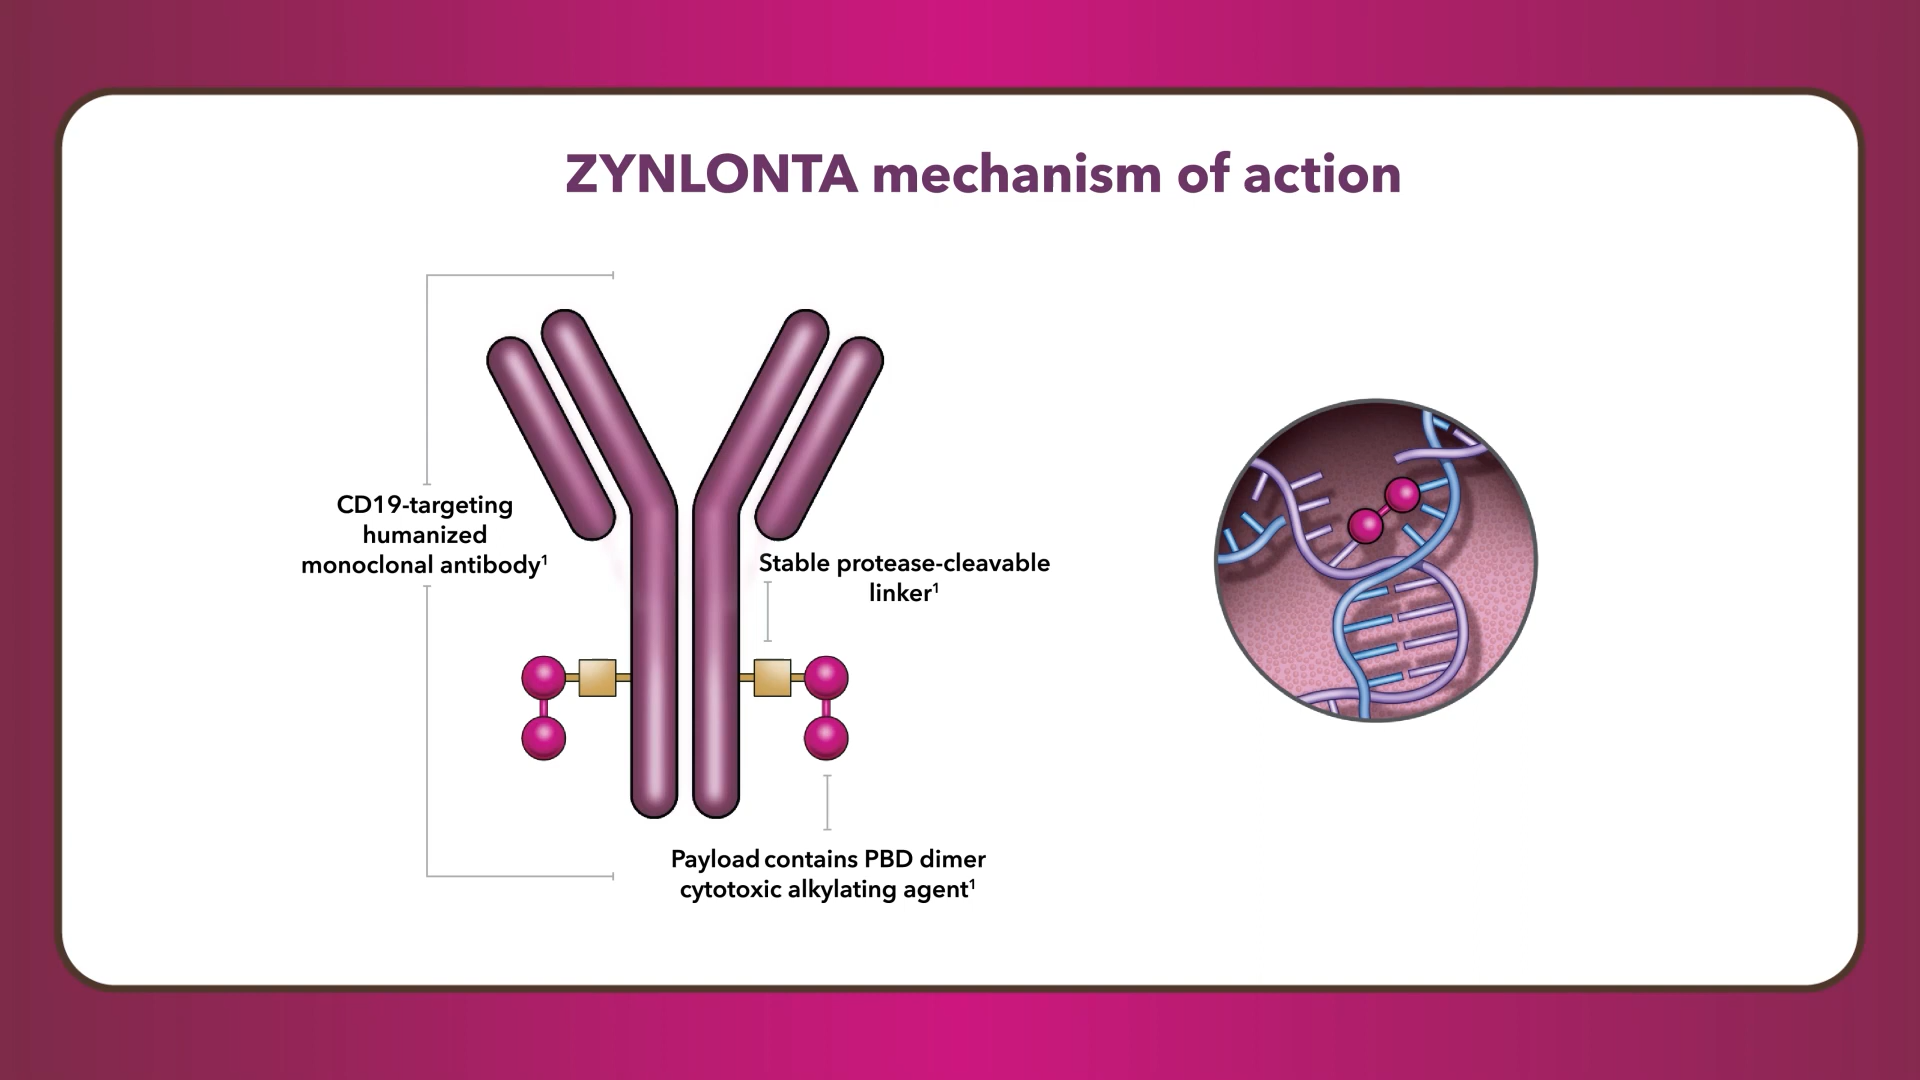 ZYNLONTA mechanism of action
CD19-targeting
humanized
monoclonal antibody¹
Stable protease-cleavable
linker¹
Payload contains PBD dimer
cytotoxic alkylating agent¹